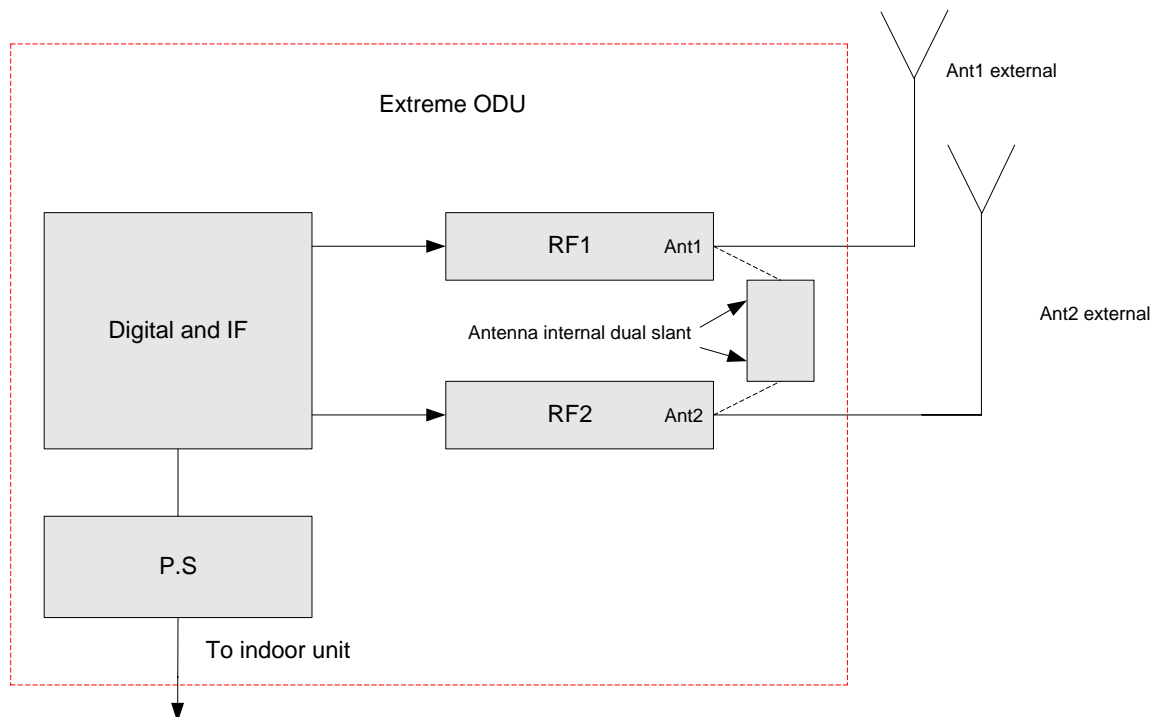 Ant1 external
Extreme ODU
RF1
Ant1
Digital and IF
Antenna internal dual slant
Ant2 external
RF2
Ant2
P.S
To indoor unit